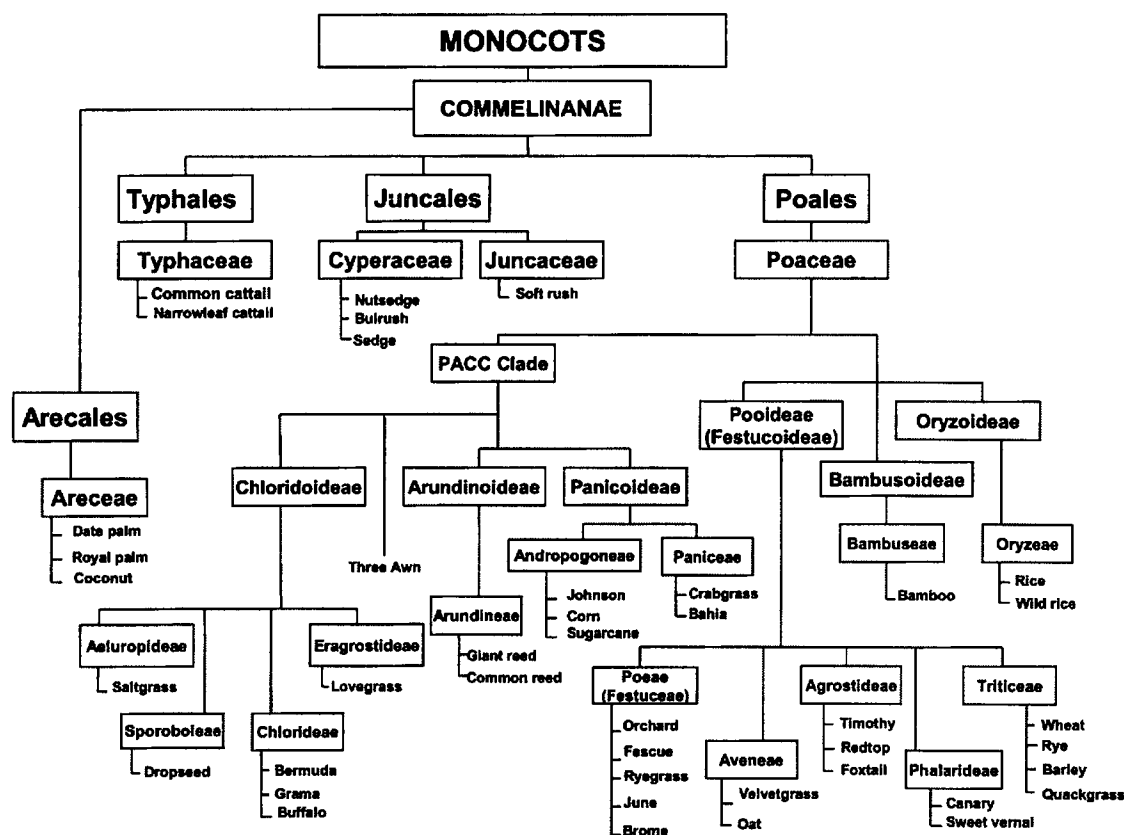 MONOCOTS
COMMELINANAE
Typhales
Juncales
Poales
Typhaceae
Cyperaceae
Juncaceae
Poaceae
Common cattail
Narrowleaf cattail
Nutsedge
Bulrush
Sedge
Soft rush
PACC Clade
Arecales
Pooideae
(Festucoideae)
Oryzoideae
Areceae
Date palm
Royal palm
Coconut
Chloridoideae
Arundinoideae
Panicoideae
Bambusoideae
Three Awn
Andropogoneae
Paniceae
Bambuseae
Oryzeae
Johnson
Corn
Sugarcane
Crabgrass
Bahia
Bamboo
Rice
Wild rice
Aeluropideae
Saltgrass
Eragrostideae
Lovegrass
Arundineae
Giant reed
Common reed
Sporoboleae
Dropseed
Chlorideae
Bermuda
Grama
Buffalo
Poeae
(Festuceae)
Orchard
Fescue
Ryegrass
June
Brome
Aveneae
Velvetgrass
Oat
Agrostideae
Timothy
Redtop
Foxtail
Phalarideae
Canary
Sweet vernal
Triticeae
Wheat
Rye
Barley
Quackgrass